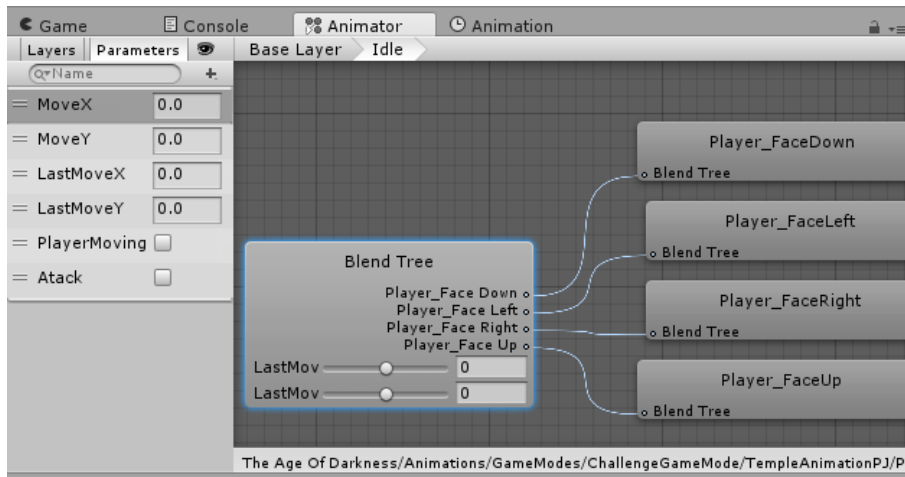 Game Console Animator Animation
Layers Parameters Base Layer Idle
Name +
MoveX 0.0
MoveY 0.0
LastMoveX 0.0
LastMoveY 0.0
PlayerMoving
Atack
Blend Tree
Player_Face Down
Player_Face Left
Player_Face Right
Player_Face Up
LastMov 0
LastMov 0
Player_FaceDown
Blend Tree
Player_FaceLeft
Blend Tree
Player_FaceRight
Blend Tree
Player_FaceUp
Blend Tree
The Age Of Darkness/Animations/GameModes/ChallengeGameMode/TempleAnimationPJ/P